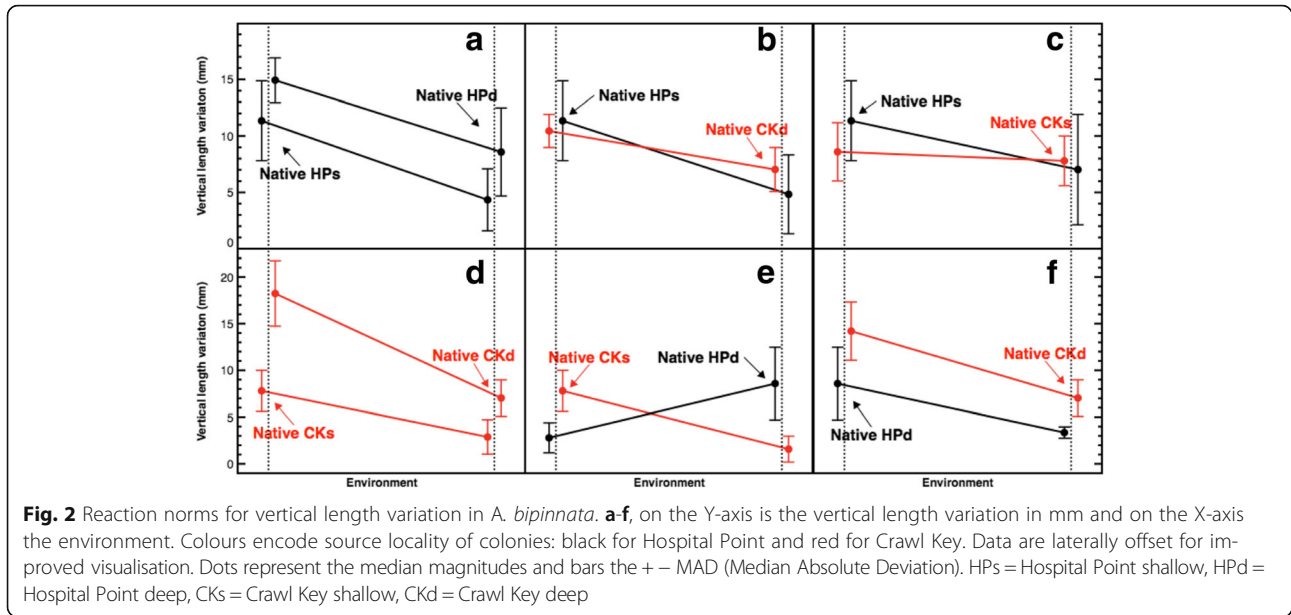 a
b
c
Vertical length variaton (mm)
15
10
5
0
Native HPd
Native HPs
Native HPs
Native CKd
Native HPs
Native CKs
d
e
f
Vertical length variaton (mm)
20
15
10
5
0
Native CKd
Native CKs
Native CKs
Native HPd
Native CKd
Native HPd
Environment
Environment
Environment
Fig. 2 Reaction norms for vertical length variation in A. bipinnata. a-f, on the Y-axis is the vertical length variation in mm and on the X-axis
the environment. Colours encode source locality of colonies: black for Hospital Point and red for Crawl Key. Data are laterally offset for im-
proved visualisation. Dots represent the median magnitudes and bars the + − MAD (Median Absolute Deviation). HPs = Hospital Point shallow, HPd =
Hospital Point deep, CKs = Crawl Key shallow, CKd = Crawl Key deep